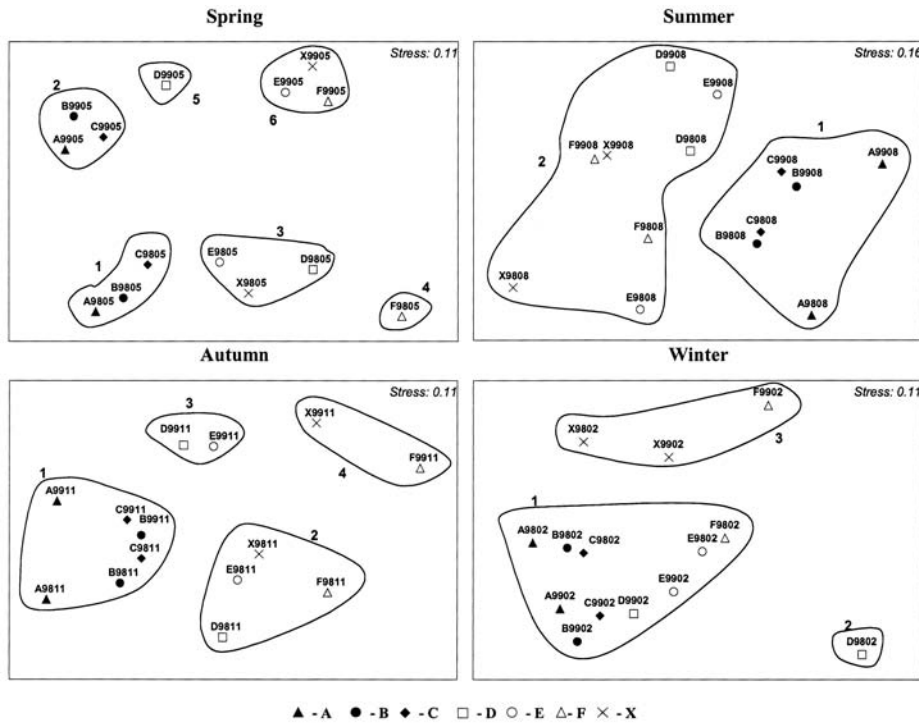 Spring
Stress: 0.11
X9905
D9905
E9905
F9905
2
B9905
C9905
A9905
5
6
1
C9805
B9805
A9805
3
E9805
D9805
X9805
4
F9805
Summer
Stress: 0.16
D9908
E9908
F9908 X9908
D9808
2
F9808
X9808
E9808
1
C9908
A9908
B9908
C9808
B9808
A9808
Autumn
Stress: 0.11
3
D9911
E9911
X9911
F9911
4
1
A9911
C9911
B9911
C9811
B9811
A9811
2
X9811
E9811
F9811
D9811
Winter
Stress: 0.11
F9902
X9802
X9902
3
1
A9802
B9802
C9802
F9802
E9802
A9902
C9902
D9902
E9902
B9902
2
D9802
- A - B - C - D - E - F - X